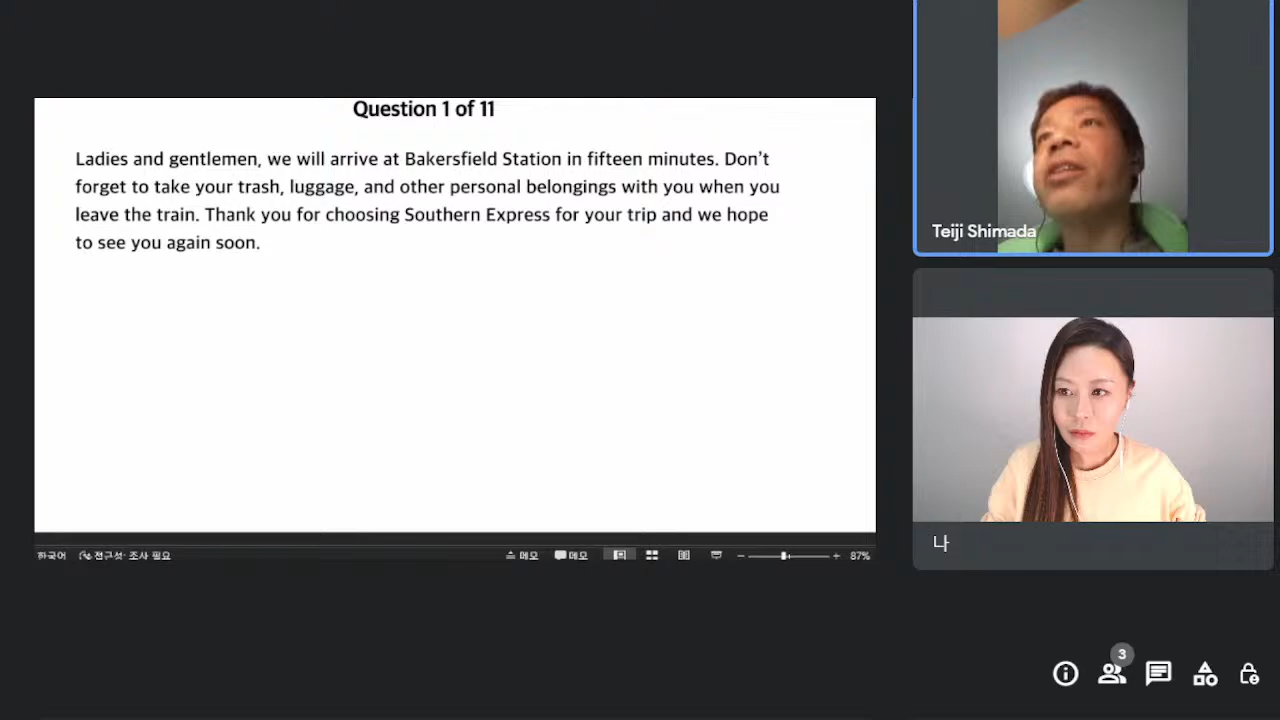 Question 1 of 11
Ladies and gentlemen, we will arrive at Bakersfield Station in fifteen minutes. Don’t
forget to take your trash, luggage, and other personal belongings with you when you
leave the train. Thank you for choosing Southern Express for your trip and we hope
to see you again soon.
한국어 접근성: 조사 필요
메모 메모 87%
Teiji Shimada
나
3